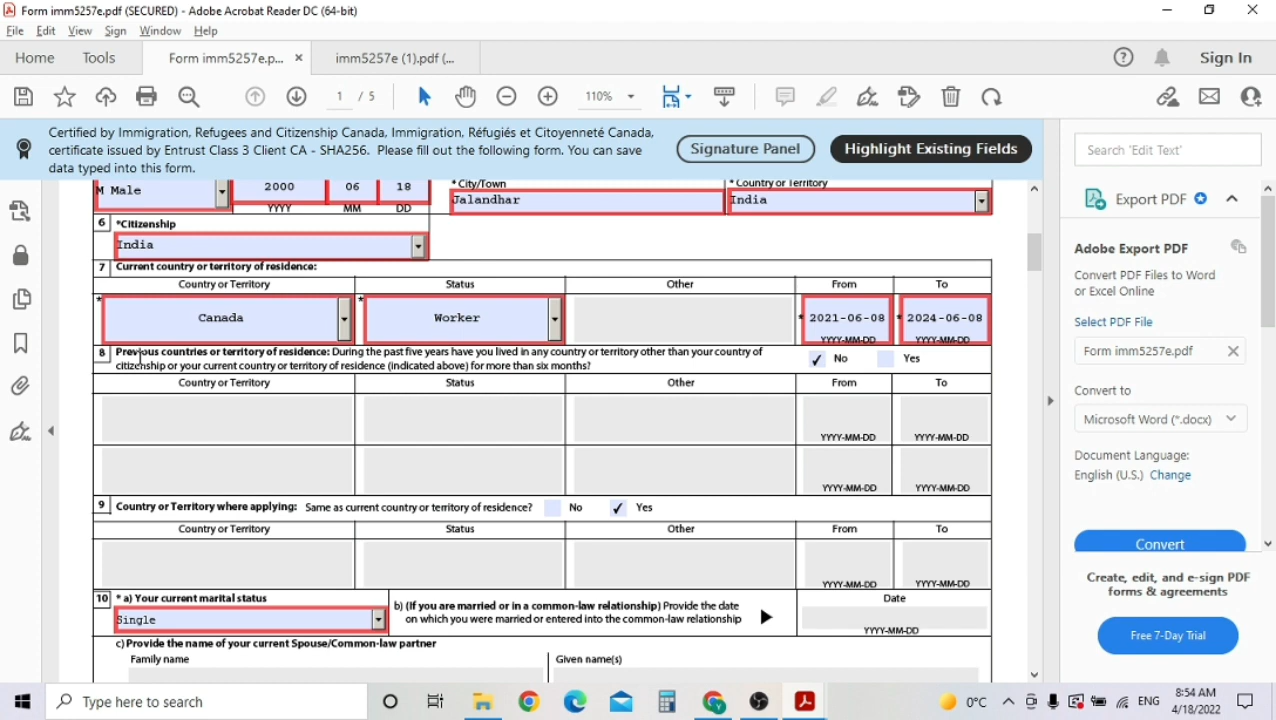 Form imm5257e.pdf (SECURED) - Adobe Acrobat Reader DC (64-bit)
File Edit View Sign Window Help
Home Tools Form imm5257e.p... × imm5257e (1).pdf (... Sign In
1 / 5 110%
Certified by Immigration, Refugees and Citizenship Canada, Immigration, Réfugiés et Citoyenneté Canada,
certificate issued by Entrust Class 3 Client CA - SHA256. Please fill out the following form. You can save
data typed into this form.
Signature Panel
Highlight Existing Fields
Search 'Edit Text'
Export PDF
Adobe Export PDF
Convert PDF Files to Word
or Excel Online
Select PDF File
Form imm5257e.pdf
Convert to
Microsoft Word (*.docx)
Document Language:
English (U.S.) Change
Convert
Create, edit, and e-sign PDF
forms & agreements
Free 7-Day Trial
*City/Town *Country or Territory
M Male 2000 06 18 Jalandhar India
YYYY MM DD
6 *Citizenship
India
7 Current country or territory of residence:
Country or Territory Status Other From To
* Canada * Worker * 2021-06-08 * 2024-06-08
YYYY-MM-DD YYYY-MM-DD
8 Previous countries or territory of residence: During the past five years have you lived in any country or territory other than your country of
citizenship or your current country or territory of residence (indicated above) for more than six months?
✓ No Yes
Country or Territory Status Other From To
YYYY-MM-DD YYYY-MM-DD
YYYY-MM-DD YYYY-MM-DD
9 Country or Territory where applying: Same as current country or territory of residence? No ✓ Yes
Country or Territory Status Other From To
YYYY-MM-DD YYYY-MM-DD
10 * a) Your current marital status
Single
b) (If you are married or in a common-law relationship) Provide the date
on which you were married or entered into the common-law relationship
Date
YYYY-MM-DD
c) Provide the name of your current Spouse/Common-law partner
Family name Given name(s)
Type here to search
0°C ENG
8:54 AM
4/18/2022